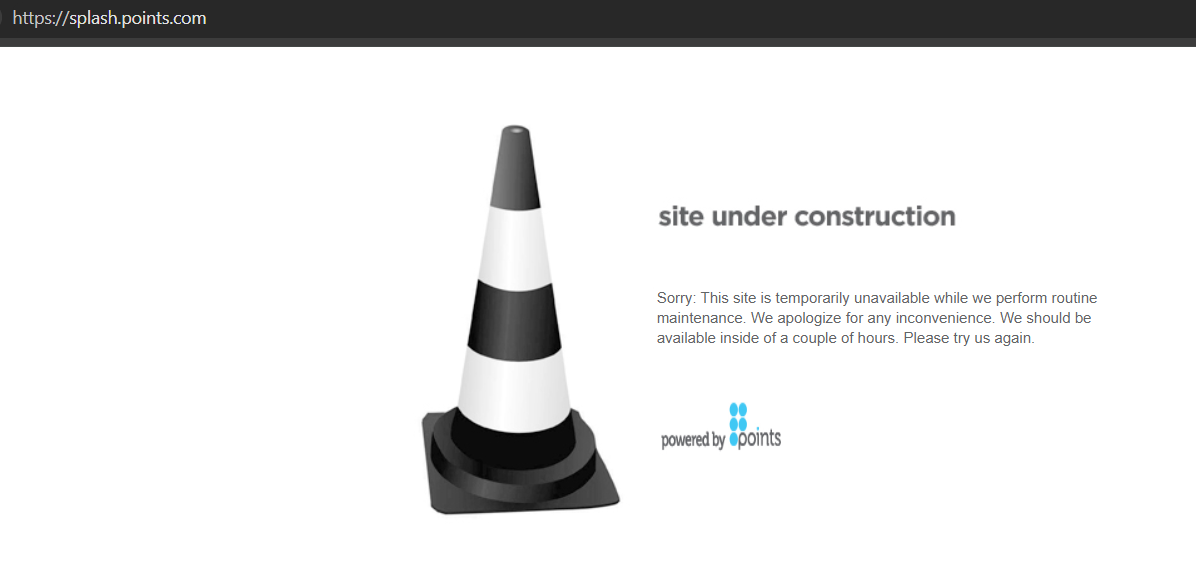 https://splash.points.com
site under construction
Sorry: This site is temporarily unavailable while we perform routine
maintenance. We apologize for any inconvenience. We should be
available inside of a couple of hours. Please try us again.
powered by points